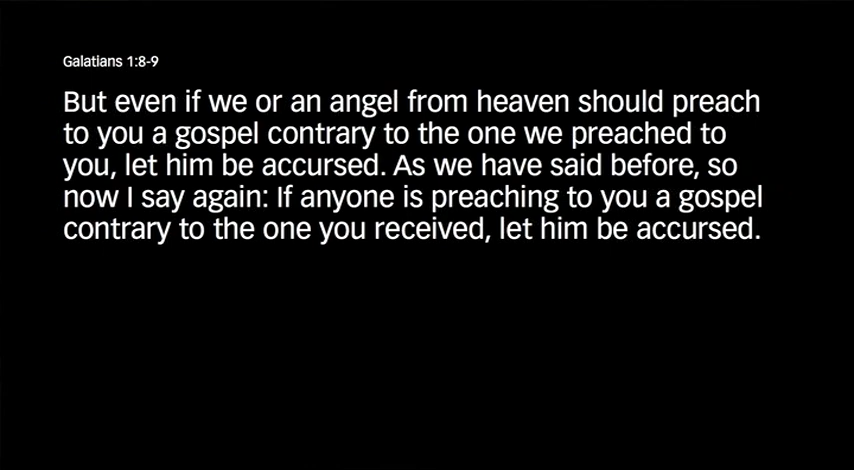 Galatians 1:8-9
But even if we or an angel from heaven should preach
to you a gospel contrary to the one we preached to
you, let him be accursed. As we have said before, so
now I say again: If anyone is preaching to you a gospel
contrary to the one you received, let him be accursed.